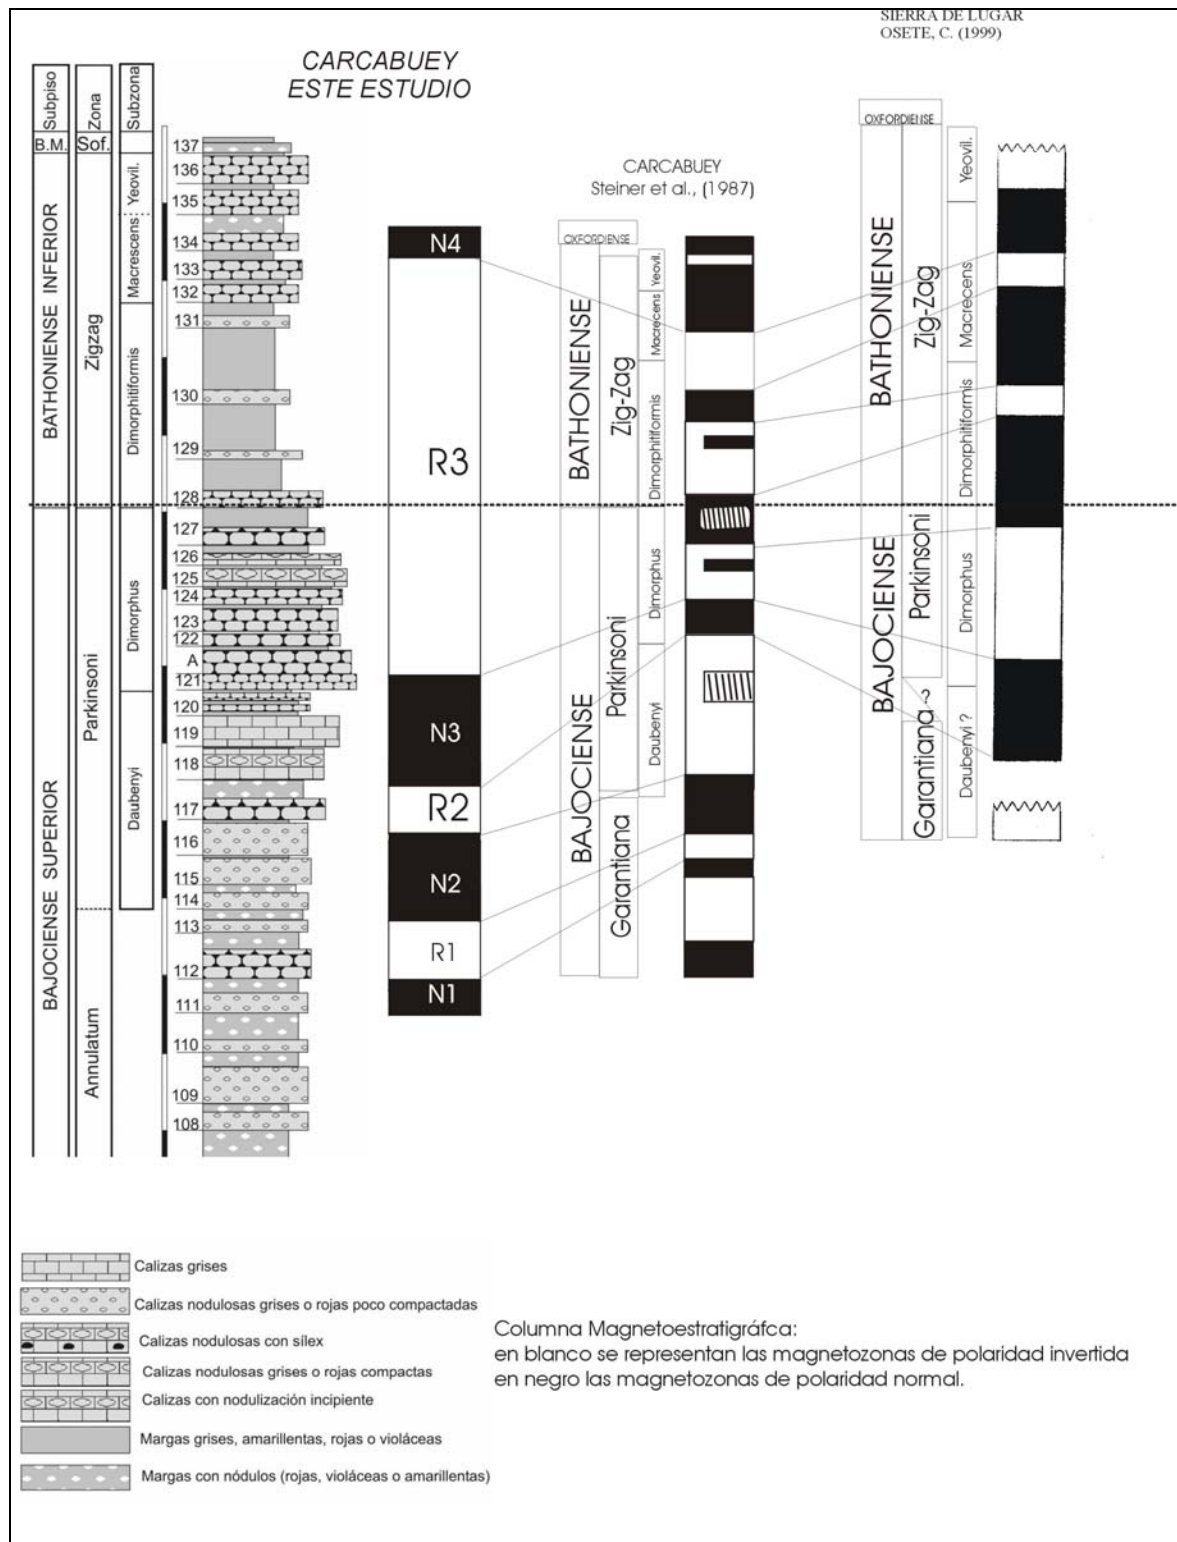 SIERRA DE LUGAR
OSETE, C. (1999)
CARCABUEY
ESTE ESTUDIO
Subpiso
Zona
Subzona
B.M.
Sof.
BATHONIENSE INFERIOR
Zigzag
Yeovil.
Macrescens
Dimorphitiformis
BAJOCIENSE SUPERIOR
Parkinsoni
Annulatum
Dimorphus
Daubenyi
137
136
135
134
133
132
131
130
129
128
127
126
125
124
123
122
A
121
120
119
118
117
116
115
114
113
112
111
110
109
108
N4
R3
N3
R2
N2
R1
N1
CARCABUEY
Steiner et al., (1987)
OXFORDIENSE
BATHONIENSE
Zig-Zag
Yeovil.
Macrecens
Dimorphitiformis
BAJOCIENSE
Parkinsoni
Garantiana
Dimorphus
Daubenyi
OXFORDIENSE
BATHONIENSE
Zig-Zag
Yeovil.
Macrecens
Dimorphitiformis
BAJOCIENSE
Parkinsoni
?
Garantiana
Dimorphus
Daubenyi ?
Calizas grises
Calizas nodulosas grises o rojas poco compactadas
Calizas nodulosas con sílex
Calizas nodulosas grises o rojas compactas
Calizas con nodulización incipiente
Margas grises, amarillentas, rojas o violáceas
Margas con nódulos (rojas, violáceas o amarillentas)
Columna Magnetoestratigráfca:
en blanco se representan las magnetozonas de polaridad invertida
en negro las magnetozonas de polaridad normal.